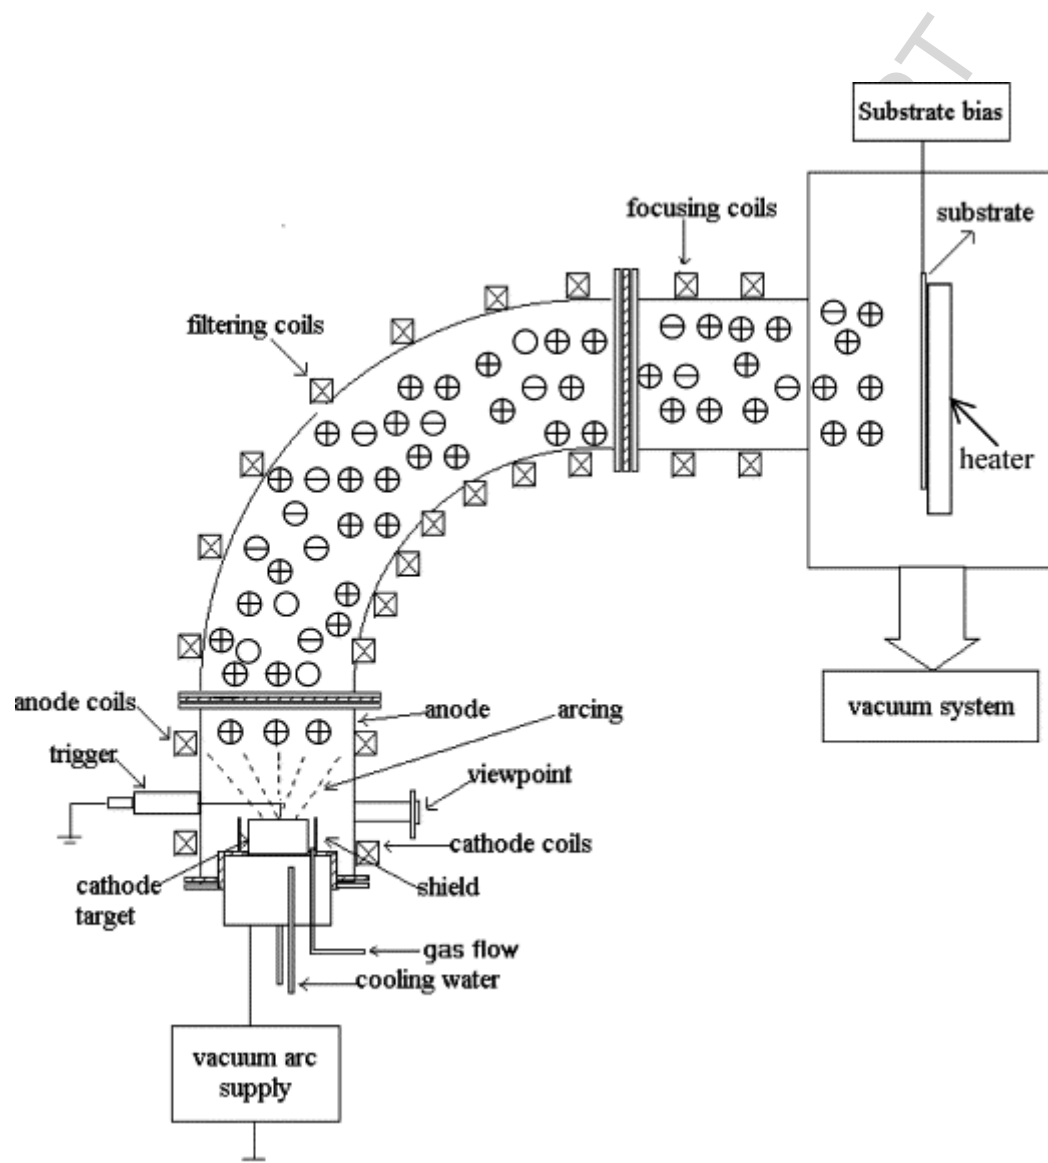 Substrate bias
focusing coils
substrate
filtering coils
heater
anode coils
anode
arcing
vacuum system
trigger
viewpoint
cathode coils
cathode
target
shield
gas flow
cooling water
vacuum arc
supply